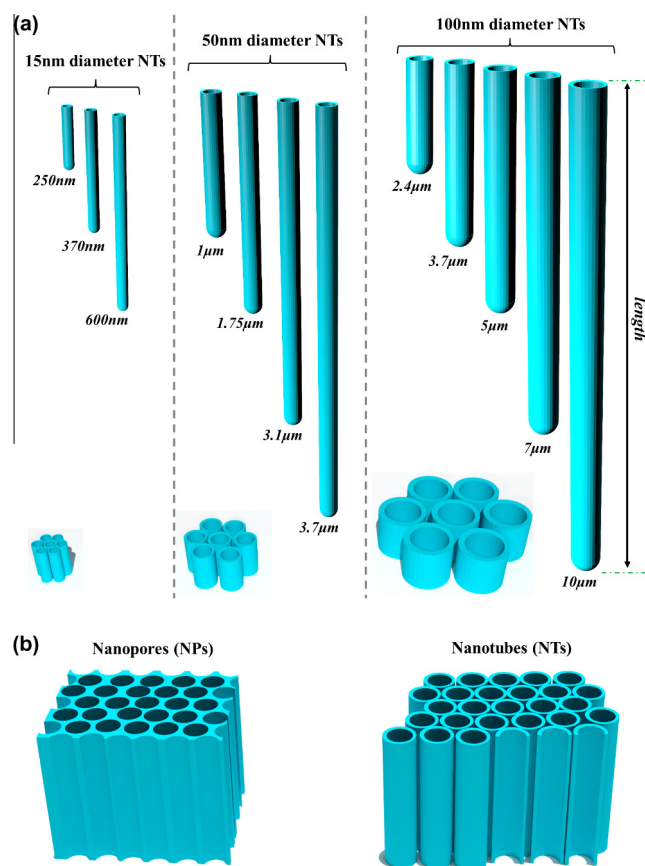 (a)
15nm diameter NTs
50nm diameter NTs
100nm diameter NTs
250nm
370nm
600nm
1μm
1.75μm
3.1μm
3.7μm
2.4μm
3.7μm
5μm
7μm
10μm
length
(b)
Nanopores (NPs)
Nanotubes (NTs)